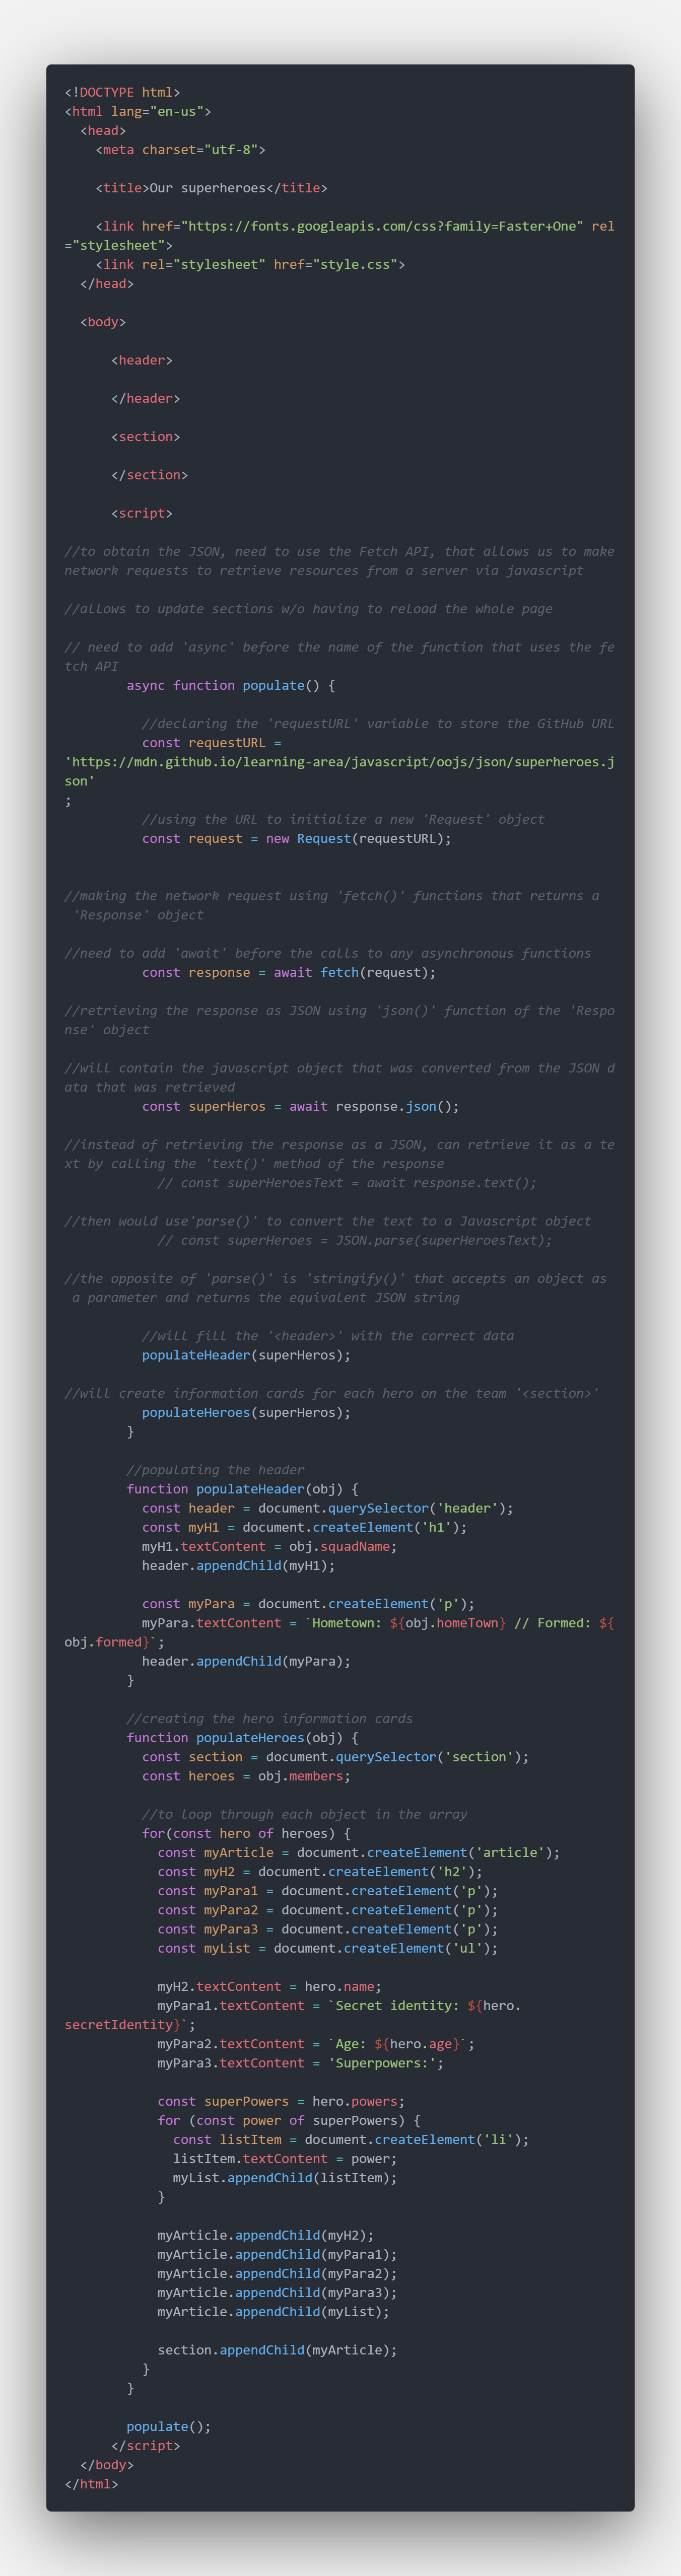 <!DOCTYPE html>
<html lang="en-us">
  <head>
    <meta charset="utf-8">

    <title>Our superheroes</title>

    <link href="https://fonts.googleapis.com/css?family=Faster+One" rel
="stylesheet">
    <link rel="stylesheet" href="style.css">
  </head>

  <body>

      <header>

      </header>

      <section>

      </section>

      <script>

//to obtain the JSON, need to use the Fetch API, that allows us to make
network requests to retrieve resources from a server via javascript

//allows to update sections w/o having to reload the whole page

// need to add 'async' before the name of the function that uses the fe
tch API
        async function populate() {

          //declaring the 'requestURL' variable to store the GitHub URL
          const requestURL =
'https://mdn.github.io/learning-area/javascript/oojs/json/superheroes.j
son'
;
          //using the URL to initialize a new 'Request' object
          const request = new Request(requestURL);


//making the network request using 'fetch()' functions that returns a
 'Response' object

//need to add 'await' before the calls to any asynchronous functions
          const response = await fetch(request);

//retrieving the response as JSON using 'json()' function of the 'Respo
nse' object

//will contain the javascript object that was converted from the JSON d
ata that was retrieved
          const superHeros = await response.json();

//instead of retrieving the response as a JSON, can retrieve it as a te
xt by calling the 'text()' method of the response
            // const superHeroesText = await response.text();

//then would use'parse()' to convert the text to a Javascript object
            // const superHeroes = JSON.parse(superHeroesText);

//the opposite of 'parse()' is 'stringify()' that accepts an object as
 a parameter and returns the equivalent JSON string

          //will fill the '<header>' with the correct data
          populateHeader(superHeros);

//will create information cards for each hero on the team '<section>'
          populateHeroes(superHeros);
        }

        //populating the header
        function populateHeader(obj) {
          const header = document.querySelector('header');
          const myH1 = document.createElement('h1');
          myH1.textContent = obj.squadName;
          header.appendChild(myH1);

          const myPara = document.createElement('p');
          myPara.textContent = `Hometown: ${obj.homeTown} // Formed: ${
obj.formed}`;
          header.appendChild(myPara);
        }

        //creating the hero information cards
        function populateHeroes(obj) {
          const section = document.querySelector('section');
          const heroes = obj.members;

          //to loop through each object in the array
          for(const hero of heroes) {
            const myArticle = document.createElement('article');
            const myH2 = document.createElement('h2');
            const myPara1 = document.createElement('p');
            const myPara2 = document.createElement('p');
            const myPara3 = document.createElement('p');
            const myList = document.createElement('ul');

            myH2.textContent = hero.name;
            myPara1.textContent = `Secret identity: ${hero.
secretIdentity}`;
            myPara2.textContent = `Age: ${hero.age}`;
            myPara3.textContent = 'Superpowers:';

            const superPowers = hero.powers;
            for (const power of superPowers) {
              const listItem = document.createElement('li');
              listItem.textContent = power;
              myList.appendChild(listItem);
            }

            myArticle.appendChild(myH2);
            myArticle.appendChild(myPara1);
            myArticle.appendChild(myPara2);
            myArticle.appendChild(myPara3);
            myArticle.appendChild(myList);

            section.appendChild(myArticle);
          }
        }

        populate();
      </script>
  </body>
</html>